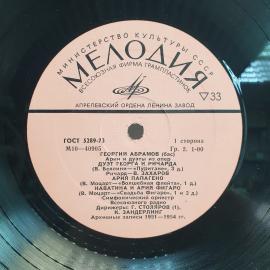 МИНИСТЕРСТВО КУЛЬТУРЫ СССР
МЕЛОДИЯ
ВСЕСОЮЗНАЯ ФИРМА ГРАМПЛАСТИНОК
▽33
АПРЕЛЕВСКИЙ ОРДЕНА ЛЕНИНА ЗАВОД
ГОСТ 5289-73 1 сторона
М10—40905 Гр. 2. 1-00
ГЕОРГИЙ АБРАМОВ (бас)
Арии и дуэты из опер
ДУЭТ ГЕОРГА И РИЧАРДА
(В. Беллини—«Пуритане», 3 д.)
Ричард—В. ЗАХАРОВ
АРИЯ ПАПАГЕНО
(В. Моцарт—«Волшебная флейта», 1 д.)
КАВАТИНА И АРИЯ ФИГАРО
(В. Моцарт—«Свадьба Фигаро», 1 и 3 д.)
Симфонический оркестр
Всесоюзного радио
Дирижеры: Г. СТОЛЯРОВ (1),
К. ЗАНДЕРЛИНГ
Архивные записи 1951—1954 гг.